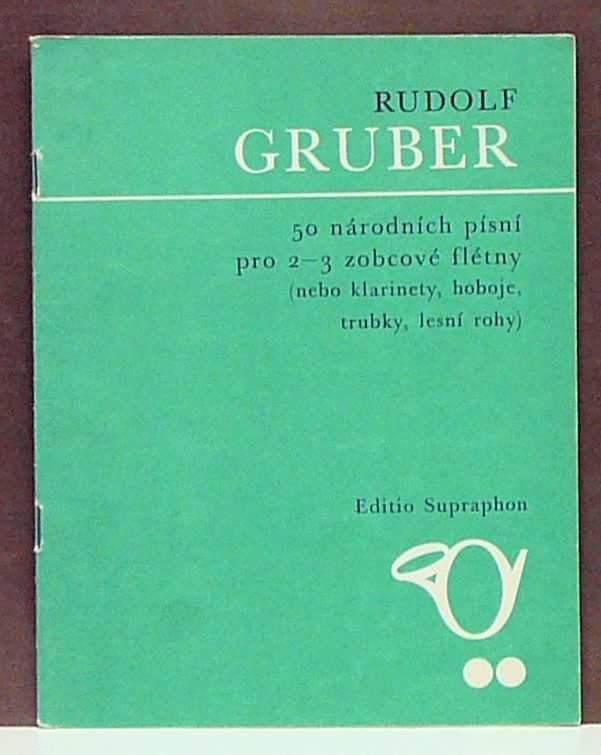 RUDOLF
GRUBER
50 národních písní
pro 2–3 zobcové flétny
(nebo klarinety, hoboje,
trubky, lesní rohy)
Editio Supraphon